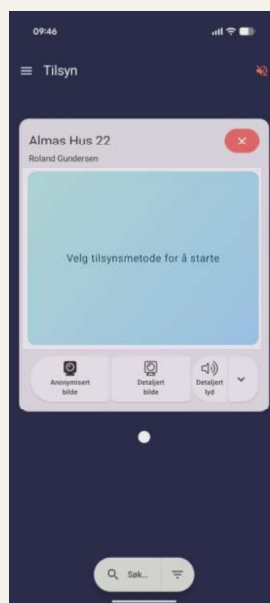 09:46
Tilsyn
Almas Hus 22
Roland Gundersen
Velg tilsynsmetode for å starte
Anonymisert
bilde
Detaljert
bilde
Detaljert
lyd
Søk...